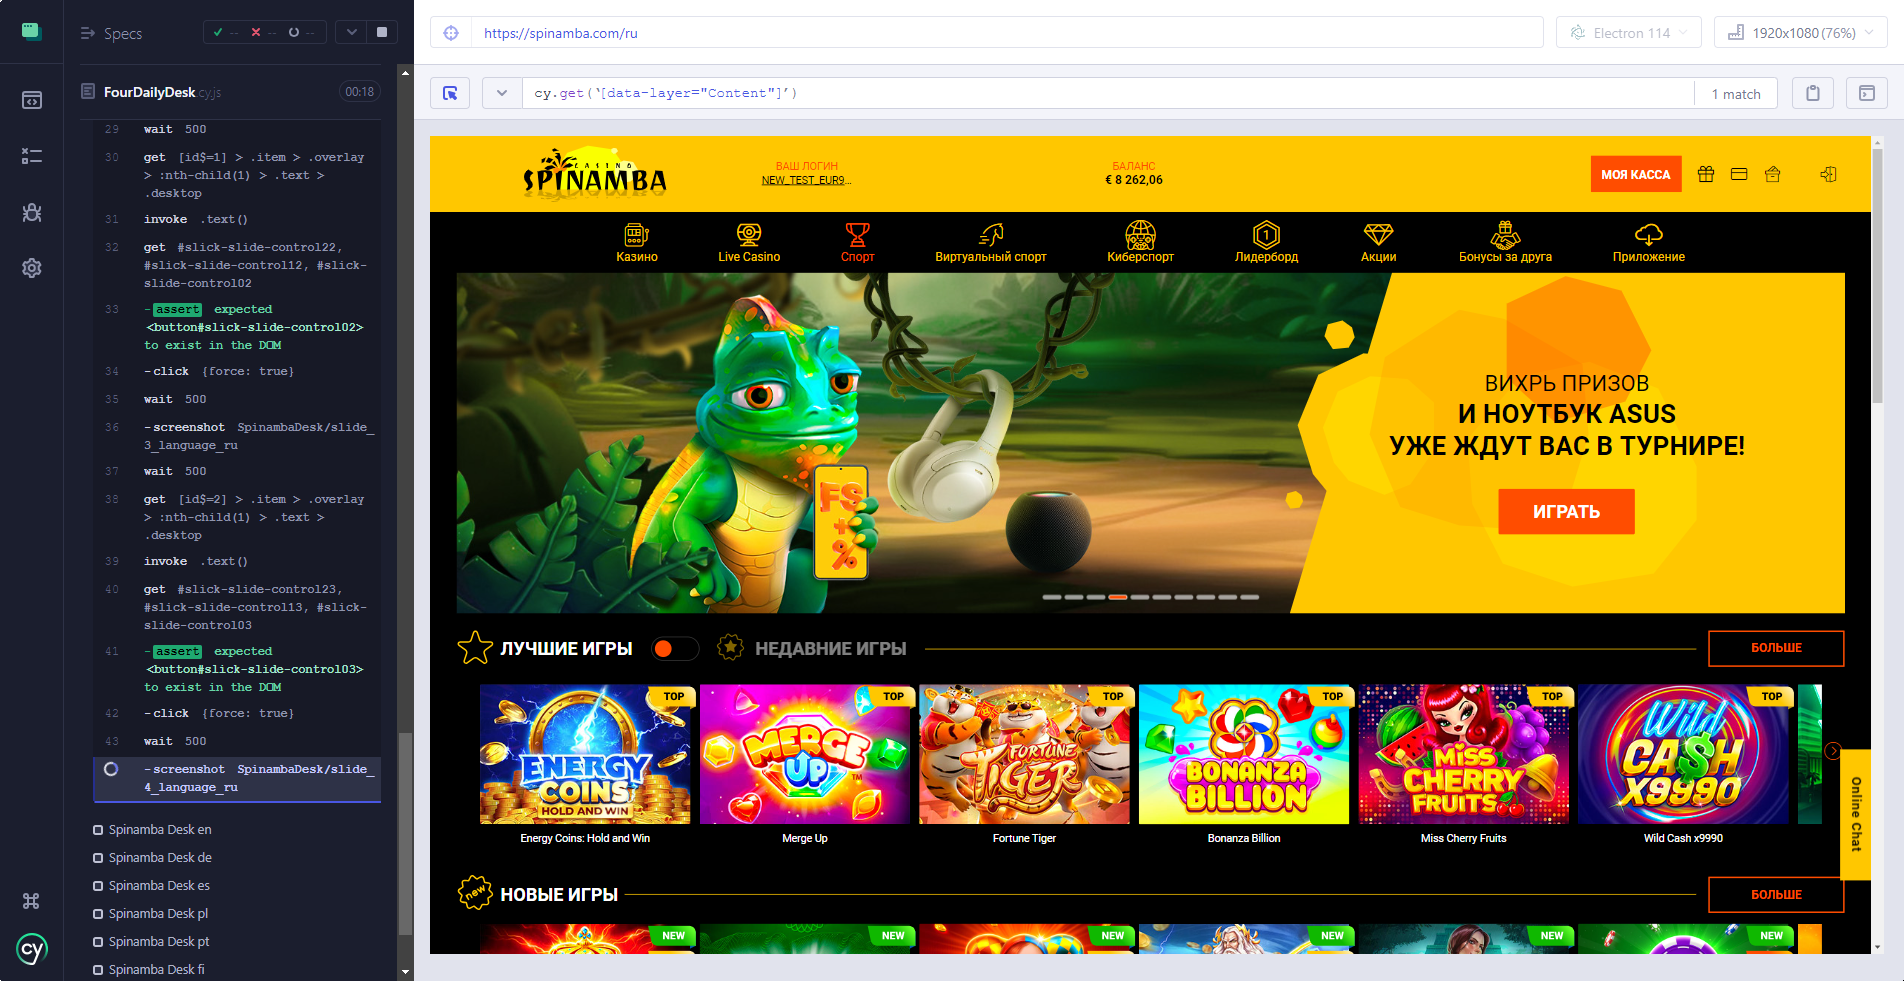 Specs
--
--
--
https://spinamba.com/ru
Electron 114
1920x1080 (76%)
FourDailyDesk.cy.js
00:18
cy.get('[data-layer="Content"]')
1 match
29 wait 500
30 get [id$=1] > .item > .overlay
> :nth-child(1) > .text >
.desktop
31 invoke .text()
32 get #slick-slide-control22,
#slick-slide-control12, #slick-
slide-control02
33 -assert expected
<button#slick-slide-control02>
to exist in the DOM
34 -click {force: true}
35 wait 500
36 -screenshot SpinambaDesk/slide_
3_language_ru
37 wait 500
38 get [id$=2] > .item > .overlay
> :nth-child(1) > .text >
.desktop
39 invoke .text()
40 get #slick-slide-control23,
#slick-slide-control13, #slick-
slide-control03
41 -assert expected
<button#slick-slide-control03>
to exist in the DOM
42 -click {force: true}
43 wait 500
-screenshot SpinambaDesk/slide_
4_language_ru
Spinamba Desk en
Spinamba Desk de
Spinamba Desk es
Spinamba Desk pl
Spinamba Desk pt
Spinamba Desk fi
cy
CASINO
SPINAMBA
ВАШ ЛОГИН
NEW_TEST_EUR9...
БАЛАНС
€ 8 262,06
МОЯ КАССА
Казино
Live Casino
Спорт
Виртуальный спорт
Киберспорт
1
Лидерборд
Акции
Бонусы за друга
Приложение
FS
+
%
ВИХРЬ ПРИЗОВ
И НОУТБУК ASUS
УЖЕ ЖДУТ ВАС В ТУРНИРЕ!
ИГРАТЬ
ЛУЧШИЕ ИГРЫ
НЕДАВНИЕ ИГРЫ
БОЛЬШЕ
TOP
TOP
TOP
TOP
TOP
TOP
ENERGY
COINS
HOLD AND WIN
MERGE
UP
TM
FORTUNE
TIGER
BONANZA
BILLION
MISS
CHERRY
FRUITS
Wild
CA$H
X9990
Energy Coins: Hold and Win
Merge Up
Fortune Tiger
Bonanza Billion
Miss Cherry Fruits
Wild Cash x9990
Online Chat
new
НОВЫЕ ИГРЫ
БОЛЬШЕ
NEW
NEW
NEW
NEW
NEW
NEW